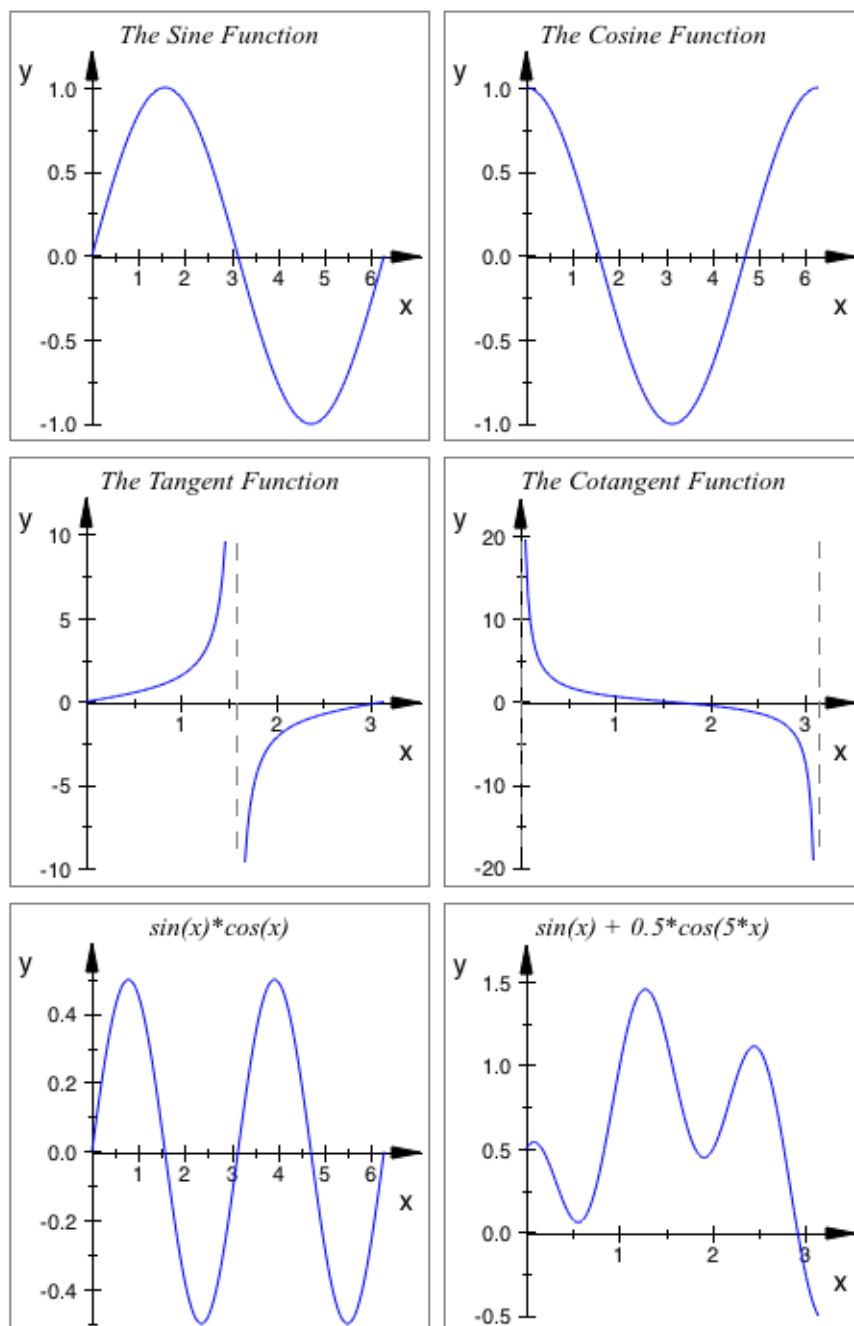 The Sine Function
y
1.0
0.5
0.0
1 2 3 4 5 6
x
-0.5
-1.0
The Cosine Function
y
1.0
0.5
0.0
1 2 3 4 5 6
x
-0.5
-1.0
The Tangent Function
y
10
5
0
1 2 3
x
-5
-10
The Cotangent Function
y
20
10
0
1 2 3
x
-10
-20
sin(x)*cos(x)
y
0.4
0.2
0.0
1 2 3 4 5 6
x
-0.2
-0.4
sin(x) + 0.5*cos(5*x)
y
1.5
1.0
0.5
0.0
1 2 3
x
-0.5